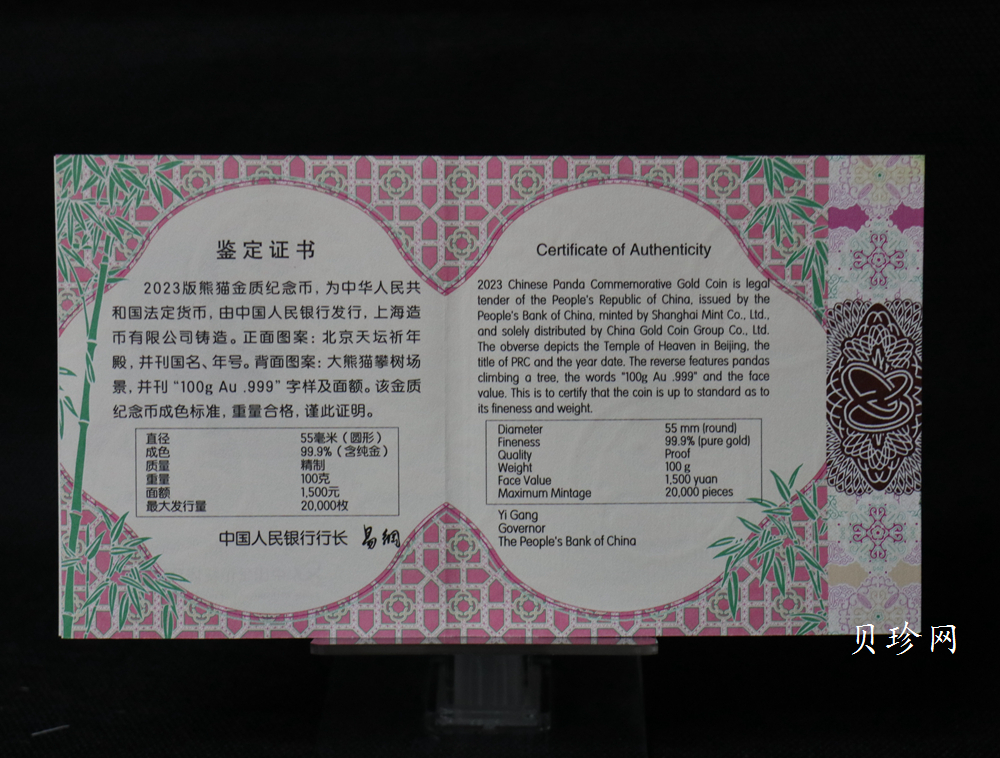 鉴定证书
2023版熊猫金质纪念币，为中华人民共
和国法定货币，由中国人民银行发行，上海造
币有限公司铸造。正面图案：北京天坛祈年
殿，并刊国名、年号。背面图案：大熊猫攀树场
景，并刊“100g Au .999”字样及面额。该金质
纪念币成色标准，重量合格，谨此证明。
直径 55毫米（圆形）
成色 99.9%（含纯金）
质量 精制
重量 100克
面额 1,500元
最大发行量 20,000枚
中国人民银行行长 易纲
Certificate of Authenticity
2023 Chinese Panda Commemorative Gold Coin is legal
tender of the People's Republic of China, issued by the
People's Bank of China, minted by Shanghai Mint Co., Ltd.,
and solely distributed by China Gold Coin Group Co., Ltd.
The obverse depicts the Temple of Heaven in Beijing, the
title of PRC and the year date. The reverse features pandas
climbing a tree, the words "100g Au .999" and the face
value. This is to certify that the coin is up to standard as to
its fineness and weight.
Diameter 55 mm (round)
Fineness 99.9% (pure gold)
Quality Proof
Weight 100 g
Face Value 1,500 yuan
Maximum Mintage 20,000 pieces
Yi Gang
Governor
The People's Bank of China
贝珍网